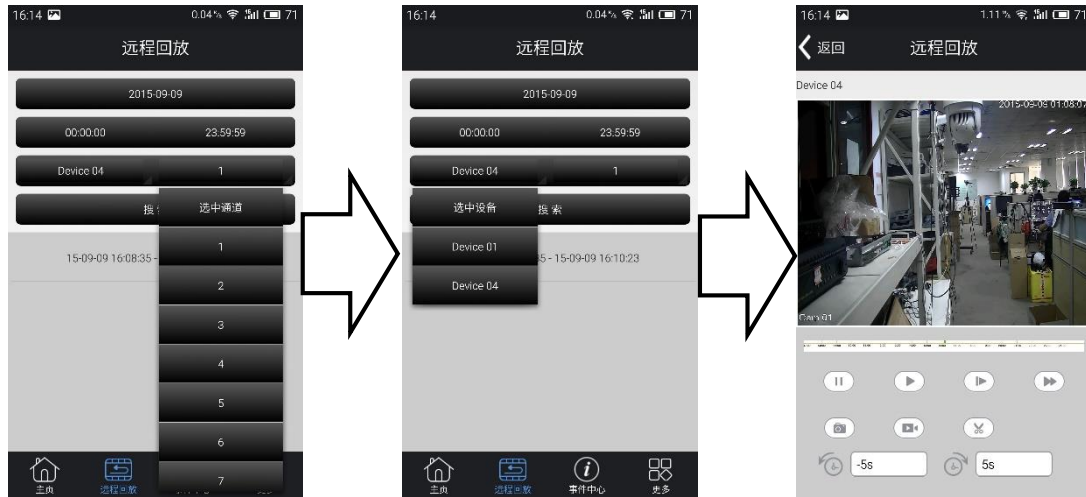 16:14 0.04% 71
远程回放
2015-09-09
00:00:00 23:59:59
Device 04 1
搜 选中通道
1
15-09-09 16:08:35 -
2
3
4
5
6
7
主页 远程回放
16:14 0.04% 71
远程回放
2015-09-09
00:00:00 23:59:59
Device 04 1
选中设备 搜索
Device 01
35 - 15-09-09 16:10:23
Device 04
主页 远程回放 事件中心 更多
16:14 1.11% 71
返回 远程回放
Device 04
2015-09-09 01:08:07
Cam 01
-5s 5s